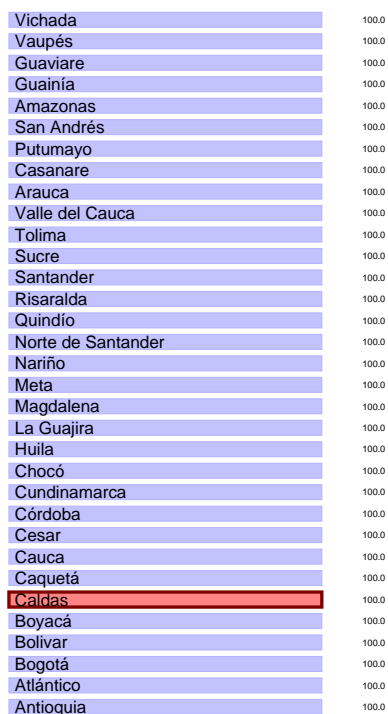 Vichada 100.0
Vaupés 100.0
Guaviare 100.0
Guainía 100.0
Amazonas 100.0
San Andrés 100.0
Putumayo 100.0
Casanare 100.0
Arauca 100.0
Valle del Cauca 100.0
Tolima 100.0
Sucre 100.0
Santander 100.0
Risaralda 100.0
Quindío 100.0
Norte de Santander 100.0
Nariño 100.0
Meta 100.0
Magdalena 100.0
La Guajira 100.0
Huila 100.0
Chocó 100.0
Cundinamarca 100.0
Córdoba 100.0
Cesar 100.0
Cauca 100.0
Caquetá 100.0
Caldas 100.0
Boyacá 100.0
Bolivar 100.0
Bogotá 100.0
Atlántico 100.0
Antioquia 100.0